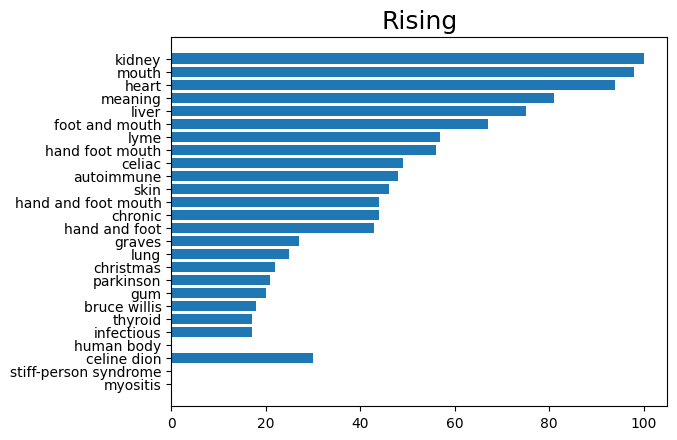 Rising
kidney
mouth
heart
meaning
liver
foot and mouth
lyme
hand foot mouth
celiac
autoimmune
skin
hand and foot mouth
chronic
hand and foot
graves
lung
christmas
parkinson
gum
bruce willis
thyroid
infectious
human body
celine dion
stiff-person syndrome
myositis
0 20 40 60 80 100